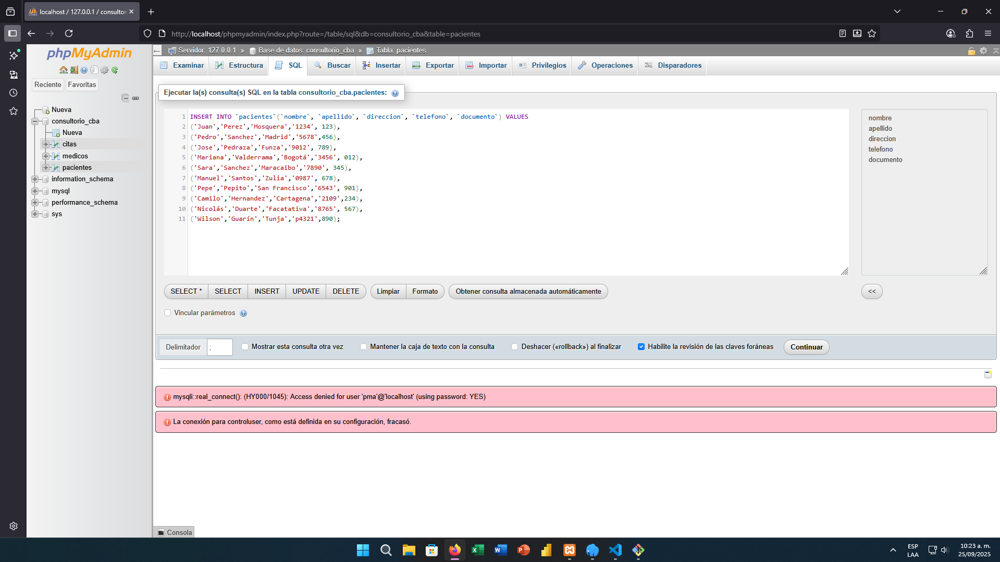 localhost / 127.0.0.1 / consultor
http://localhost/phpmyadmin/index.php?route=/table/sql&db=consultorio_cba&table=pacientes
phpMyAdmin
Reciente Favoritas
Nueva
consultorio_cba
Nueva
citas
medicos
pacientes
information_schema
mysql
performance_schema
sys
Servidor: 127.0.0.1 » Base de datos: consultorio_cba » Tabla: pacientes
Examinar Estructura SQL Buscar Insertar Exportar Importar Privilegios Operaciones Disparadores
Ejecutar la(s) consulta(s) SQL en la tabla consultorio_cba.pacientes:
1 INSERT INTO `pacientes`(`nombre`, `apellido`, `direccion`, `telefono`, `documento`) VALUES
2 ('Juan','Perez','Mosquera','1234', 123),
3 ('Pedro','Sanchez','Madrid','5678',456),
4 ('Jose','Pedraza','Funza','9012', 789),
5 ('Mariana','Valderrama','Bogotá','3456', 012),
6 ('Sara','Sanchez','Maracaibo','7890', 345),
7 ('Manuel','Santos','Zulia','0987', 678),
8 ('Pepe','Pepito','San Francisco','6543', 901),
9 ('Camilo','Hernandez','Cartagena','2109',234),
10 ('Nicolás','Duarte','Facatativa','8765', 567),
11 ('Wilson','Guarín','Tunja','p4321',890);
nombre
apellido
direccion
telefono
documento
SELECT * SELECT INSERT UPDATE DELETE Limpiar Formato Obtener consulta almacenada automáticamente <<
Vincular parámetros
Delimitador ; Mostrar esta consulta otra vez Mantener la caja de texto con la consulta Deshacer («rollback») al finalizar Habilite la revisión de las claves foráneas Continuar
mysqli::real_connect(): (HY000/1045): Access denied for user 'pma'@'localhost' (using password: YES)
La conexión para controluser, como está definida en su configuración, fracasó.
Consola
ESP
LAA
10:23 a. m.
25/09/2025